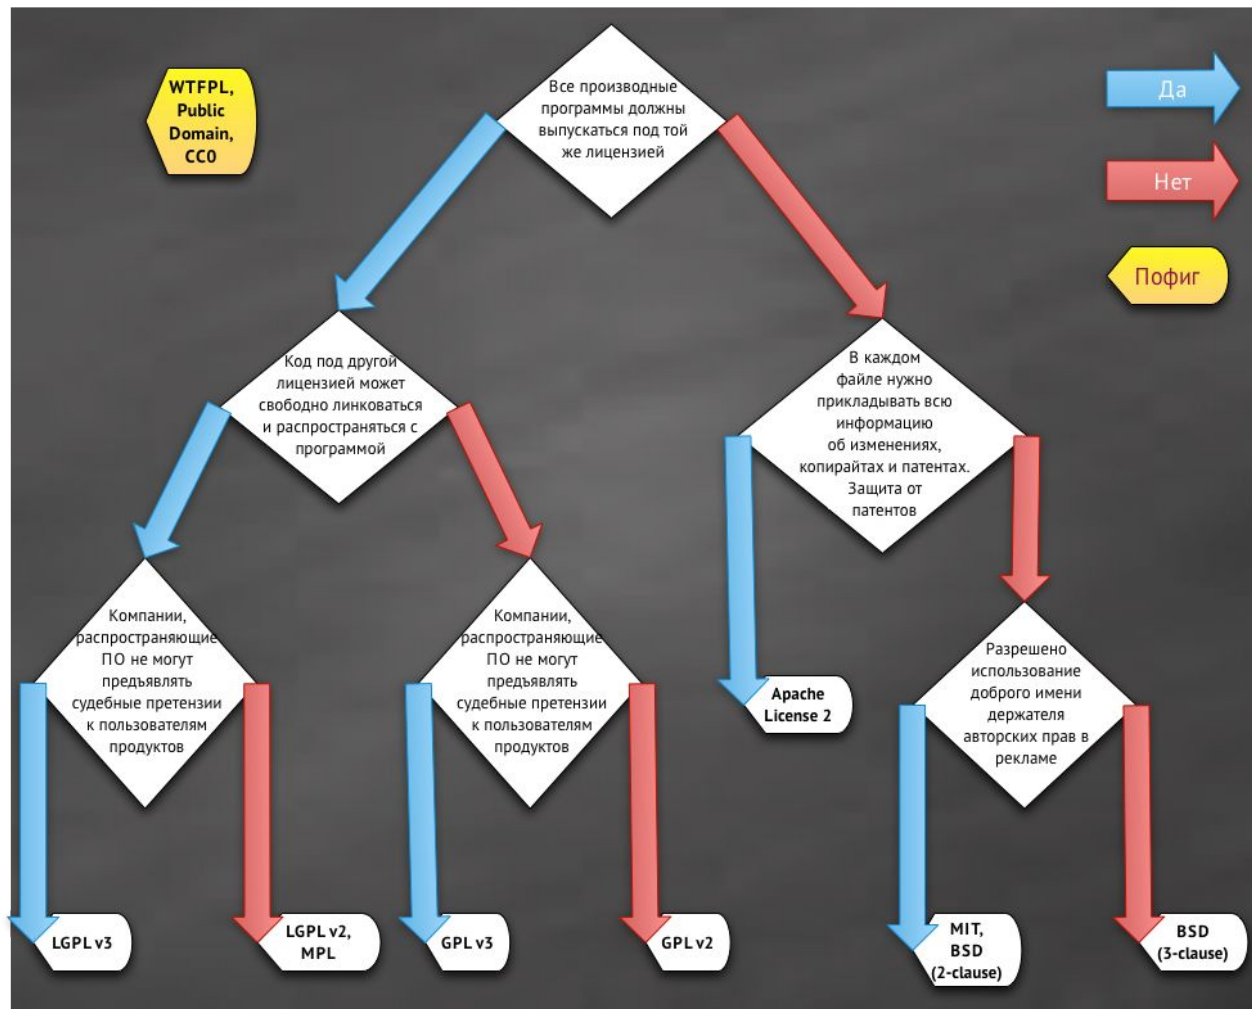 WTFPL,
Public
Domain,
CC0
Все производные
программы должны
выпускаться под той
же лицензией
Да
Нет
Пофиг
Код под другой
лицензией может
свободно линковаться
и распространяться с
программой
В каждом
файле нужно
прикладывать всю
информацию
об изменениях,
копирайтах и патентах.
Защита от
патентов
Компании,
распространяющие
ПО не могут
предъявлять
судебные претензии
к пользователям
продуктов
Компании,
распространяющие
ПО не могут
предъявлять
судебные претензии
к пользователям
продуктов
Apache
License 2
Разрешено
использование
доброго имени
держателя
авторских прав в
рекламе
LGPL v3
LGPL v2,
MPL
GPL v3
GPL v2
MIT,
BSD
(2-clause)
BSD
(3-clause)